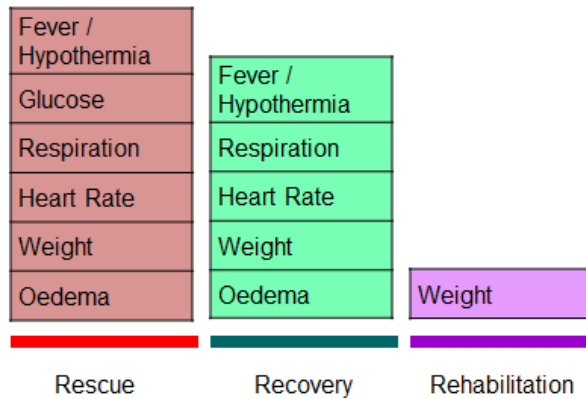 Fever /
Hypothermia
Glucose
Respiration
Heart Rate
Weight
Oedema
Fever /
Hypothermia
Respiration
Heart Rate
Weight
Oedema
Weight
Rescue
Recovery
Rehabilitation